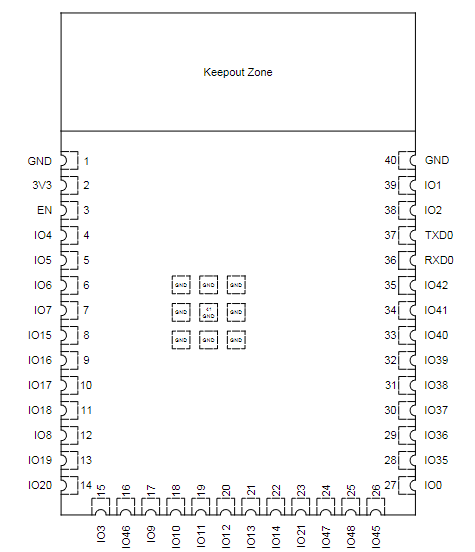 Keepout Zone
GND 1 40 GND
3V3 2 39 IO1
EN 3 38 IO2
IO4 4 37 TXD0
IO5 5 36 RXD0
IO6 6 35 IO42
GND GND GND
IO7 7 34 IO41
GND 41 GND GND
IO15 8 33 IO40
GND GND GND
IO16 9 32 IO39
IO17 10 31 IO38
IO18 11 30 IO37
IO8 12 29 IO36
IO19 13 28 IO35
IO20 14 27 IO0
15 16 17 18 19 20 21 22 23 24 25 26
IO3 IO46 IO9 IO10 IO11 IO12 IO13 IO14 IO21 IO47 IO48 IO45